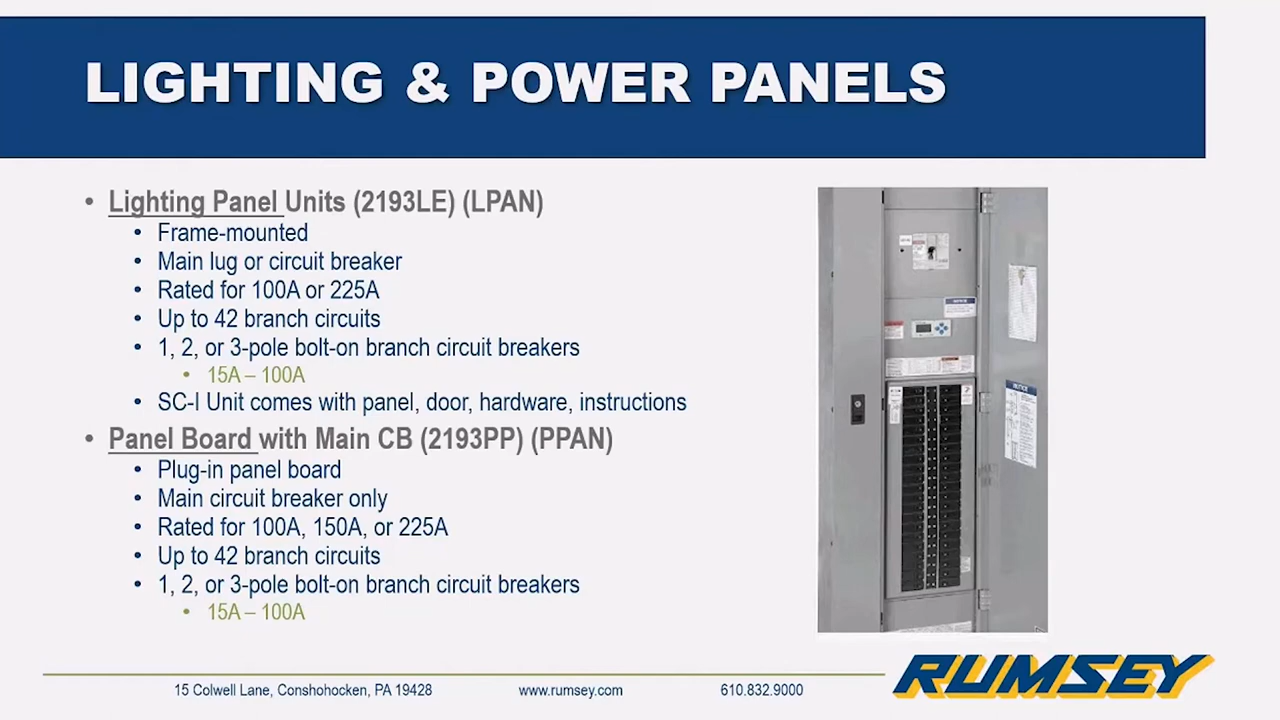 LIGHTING & POWER PANELS
• Lighting Panel Units (2193LE) (LPAN)
• Frame-mounted
• Main lug or circuit breaker
• Rated for 100A or 225A
• Up to 42 branch circuits
• 1, 2, or 3-pole bolt-on branch circuit breakers
• 15A – 100A
• SC-I Unit comes with panel, door, hardware, instructions
• Panel Board with Main CB (2193PP) (PPAN)
• Plug-in panel board
• Main circuit breaker only
• Rated for 100A, 150A, or 225A
• Up to 42 branch circuits
• 1, 2, or 3-pole bolt-on branch circuit breakers
• 15A – 100A
NOTICE
15 Colwell Lane, Conshohocken, PA 19428 www.rumsey.com 610.832.9000
RUMSEY